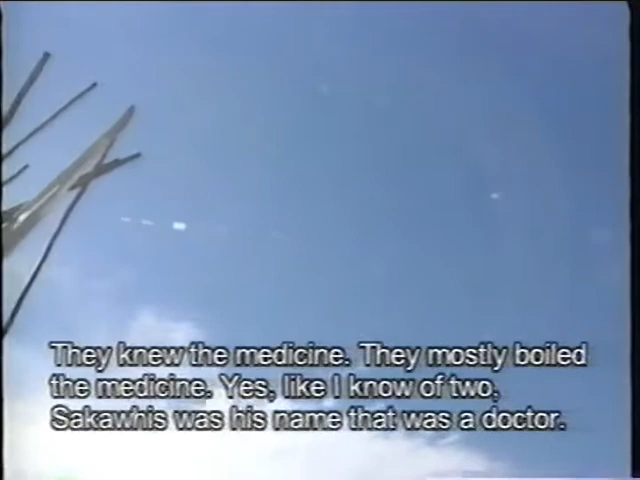 They knew the medicine. They mostly boiled
the medicine. Yes, like I know of two,
Sakawhis was his name that was a doctor.